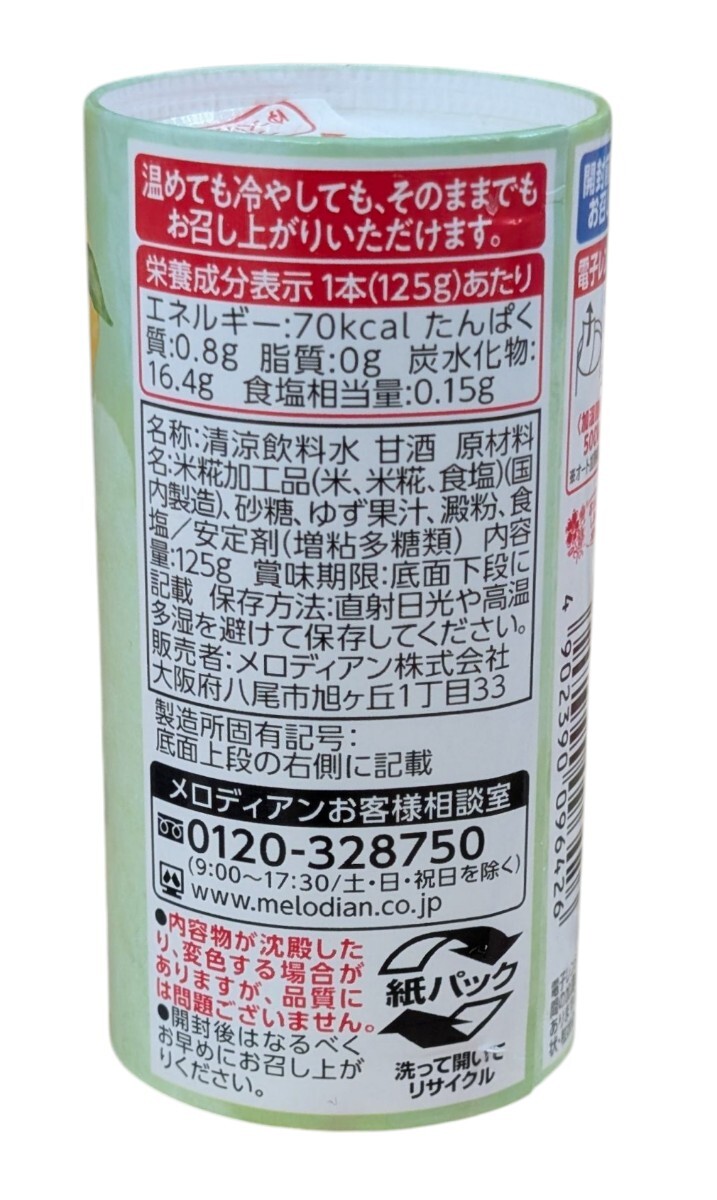 温めても冷やしても、そのままでも
お召し上がりいただけます。
栄養成分表示 1本(125g)あたり
エネルギー:70kcal たんぱく
質:0.8g 脂質:0g 炭水化物:
16.4g 食塩相当量:0.15g
名称:清涼飲料水 甘酒 原材料
名:米糀加工品(米、米糀、食塩)(国
内製造)、砂糖、ゆず果汁、澱粉、食
塩/安定剤(増粘多糖類) 内容
量:125g 賞味期限:底面下段に
記載 保存方法:直射日光や高温
多湿を避けて保存してください。
販売者:メロディアン株式会社
大阪府八尾市旭ヶ丘1丁目33
製造所固有記号:
底面上段の右側に記載
メロディアンお客様相談室
0120-328750
(9:00〜17:30/土・日・祝日を除く)
www.melodian.co.jp
●内容物が沈殿した
り、変色する場合が
ありますが、品質に
は問題ございません。
●開封後はなるべく
お早めにお召し上が
りください。
紙パック
洗って開いて
リサイクル
開封
お召
電子レ
500
4 902390 096426